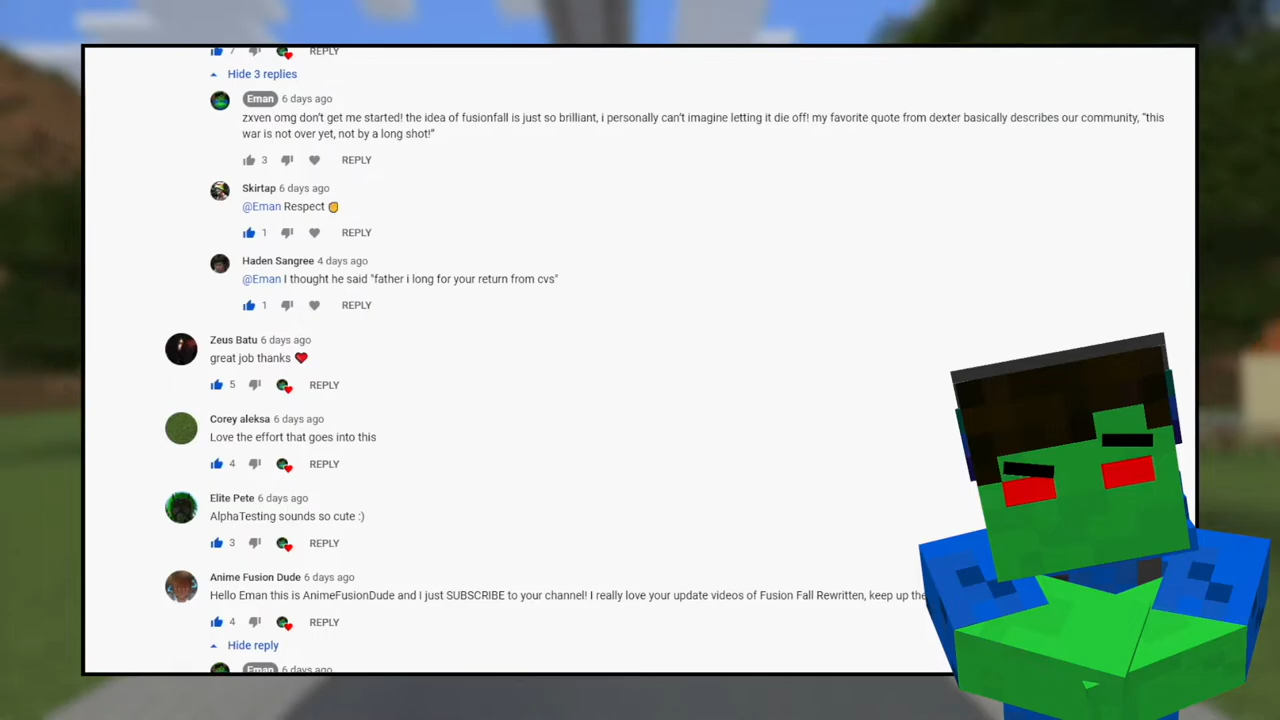 7 REPLY
Hide 3 replies
Eman 6 days ago
zxven omg don't get me started! the idea of fusionfall is just so brilliant, i personally can't imagine letting it die off! my favorite quote from dexter basically describes our community, "this
war is not over yet, not by a long shot!"
3 REPLY
Skirtap 6 days ago
@Eman Respect
1 REPLY
Haden Sangree 4 days ago
@Eman I thought he said "father i long for your return from cvs"
1 REPLY
Zeus Batu 6 days ago
great job thanks
5 REPLY
Corey aleksa 6 days ago
Love the effort that goes into this
4 REPLY
Elite Pete 6 days ago
AlphaTesting sounds so cute :)
3 REPLY
Anime Fusion Dude 6 days ago
Hello Eman this is AnimeFusionDude and I just SUBSCRIBE to your channel! I really love your update videos of Fusion Fall Rewritten, keep up the
4 REPLY
Hide reply
Eman 6 days ago